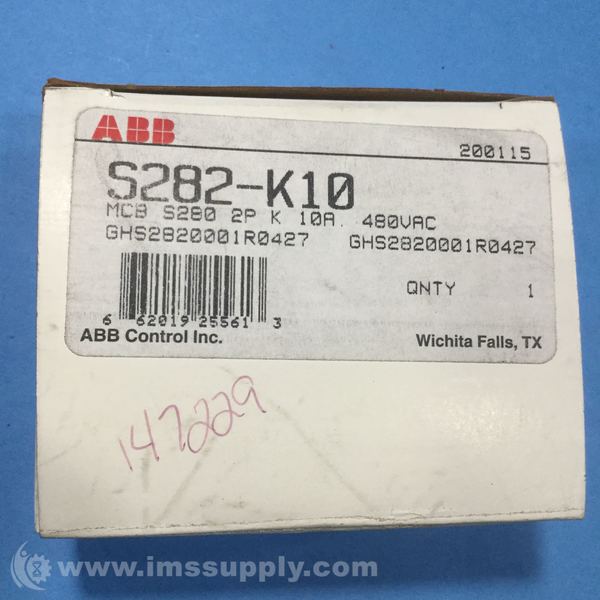 ABB
200115
S282-K10
MCB S280 2P K 10A. 480VAC
GHS2820001R0427 GHS2820001R0427
QNTY 1
6 62019 25561 3
ABB Control Inc. Wichita Falls, TX
147229
www.imssupply.com